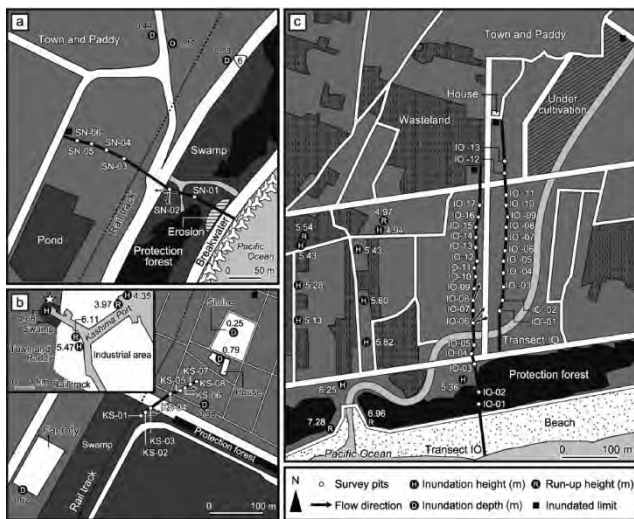 a
Town and Paddy
6
SN-06
SN-05
SN-04
SN-03
Swamp
SN-01
SN-02
Rail track
Erosion
Pond
Protection forest
Breakwater
Pacific Ocean
0 50 m
b
3.97 R H 4.35
6.11
Kashima Port
Swamp
Town and Paddy
5.47 H R
Industrial area
Rail track
Shrine
0.25 D
0.79
House
KS-07
KS-05
KS-08
KS-06
KS-04
KS-01
KS-03
KS-02
D
Swamp
Factory
Rail track
Protection forest
D
0 100 m
c
Town and Paddy
House
Wasteland
Under cultivation
IO-13
IO-12
IO-17
IO-16
IO-15
IO-14
IO-13
IO-12
IO-11
IO-10
IO-09
IO-08
IO-07
IO-06
IO-05
IO-04
IO-03
IO-02
IO-01
IO-11
IO-10
IO-09
IO-08
IO-07
IO-06
IO-05
IO-04
IO-03
IO-02
IO-01
4.97
R
H 4.94
5.54
H R
5.43
H 5.43
H 5.28
H 5.60
H 5.13
H 5.82
8.25 H
5.36 H
7.28 R
6.96
R
Transect IO
Protection forest
Beach
Pacific Ocean
Transect IO
0 100 m
N
Survey pits
H Inundation height (m)
R Run-up height (m)
Flow direction
D Inundation depth (m)
Inundated limit